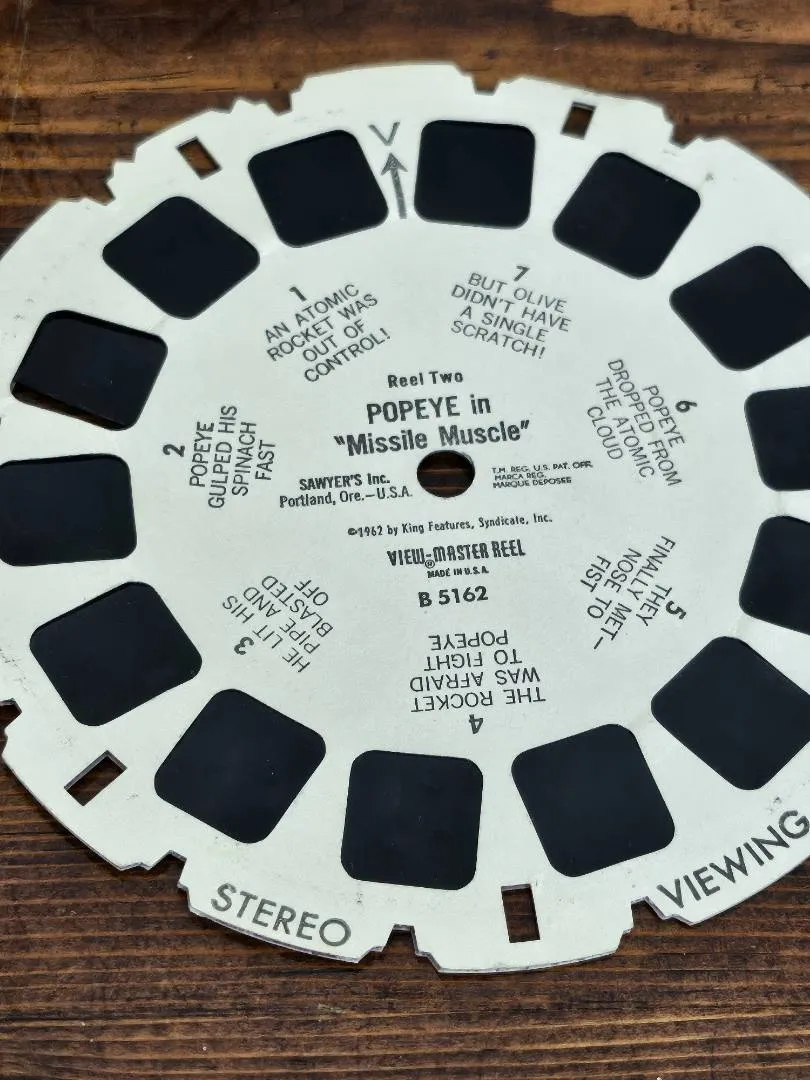 V
1
AN ATOMIC
ROCKET WAS
OUT OF
CONTROL!
7
BUT OLIVE
DIDN'T HAVE
A SINGLE
SCRATCH!
Reel Two
POPEYE in
"Missile Muscle"
SAWYER'S Inc.
Portland, Ore.—U.S.A.
T.M. REG. U.S. PAT. OFF.
MARCA REG.
MARQUE DEPOSEE
©1962 by King Features, Syndicate, Inc.
VIEW-MASTER REEL
®
MADE IN U.S.A.
B 5162
2
POPEYE
GULPED HIS
SPINACH
FAST
3
HE LIT HIS
PIPE AND
BLASTED
OFF
4
THE ROCKET
WAS AFRAID
TO FIGHT
POPEYE
5
THEY
FINALLY MET—
NOSE TO
FIST
6
POPEYE
DROPPED FROM
THE ATOMIC
CLOUD
STEREO
VIEWING